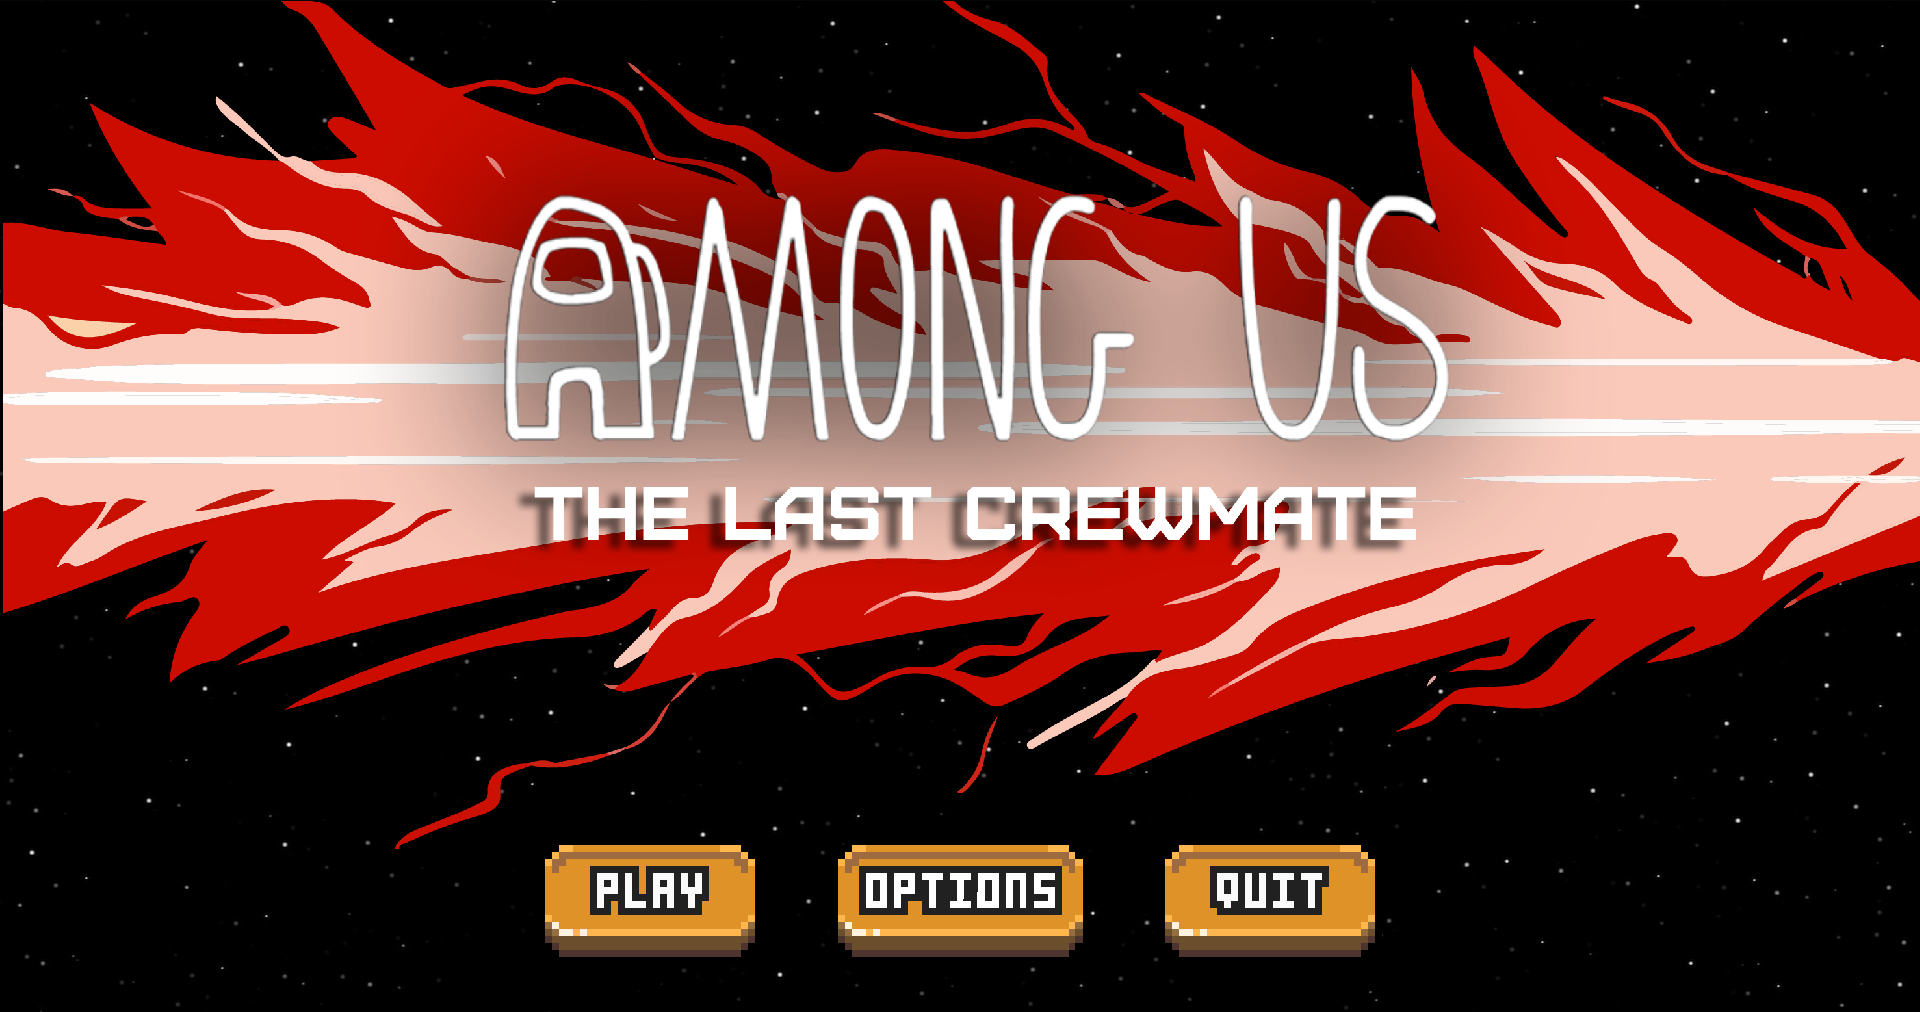 AMONG US
THE LAST CREWMATE
PLAY
OPTIONS
QUIT